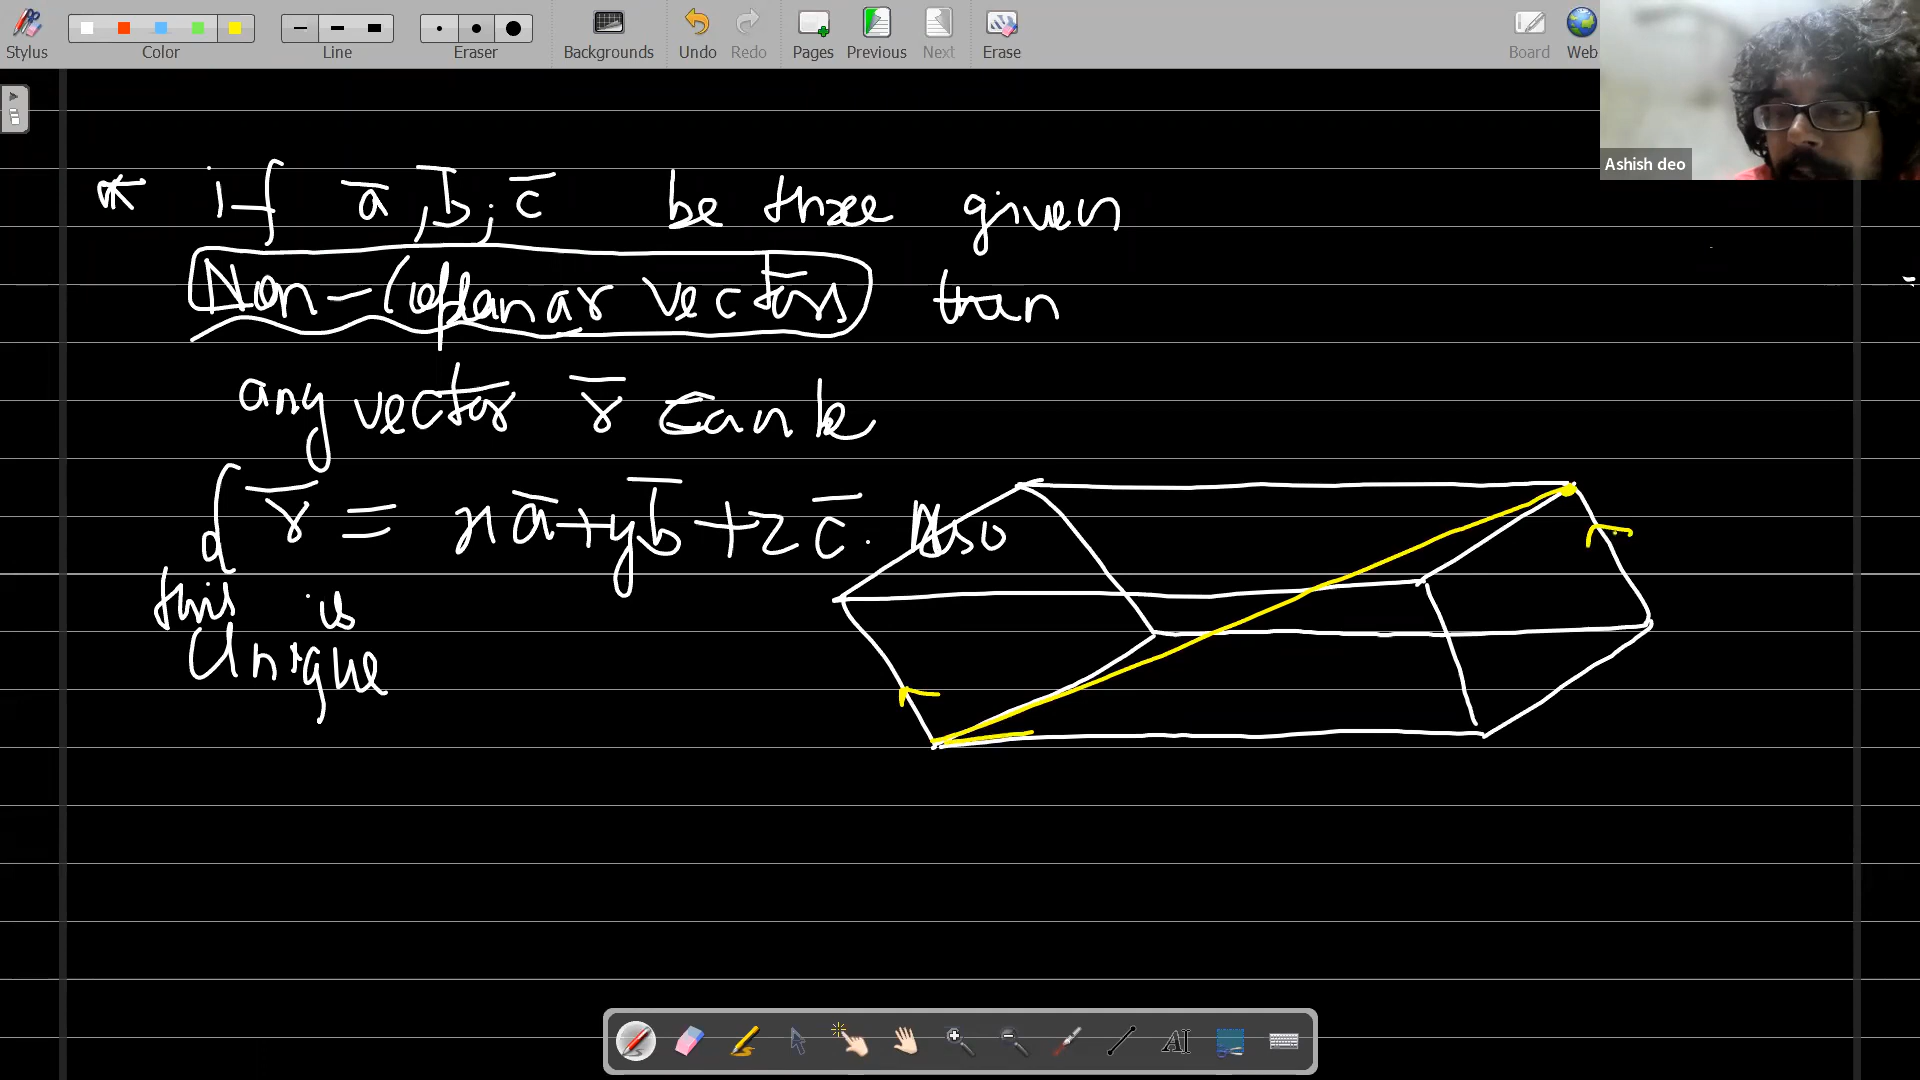 Stylus Color Line Eraser Backgrounds Undo Redo Pages Previous Next Erase Board Web
Ashish deo
* if a̅, b̅, c̅ be three given
Non-Coplanar vectors then
any vector r̅ can be
r̅ = xa̅+yb̅+zc̅. Also
this is
Unique